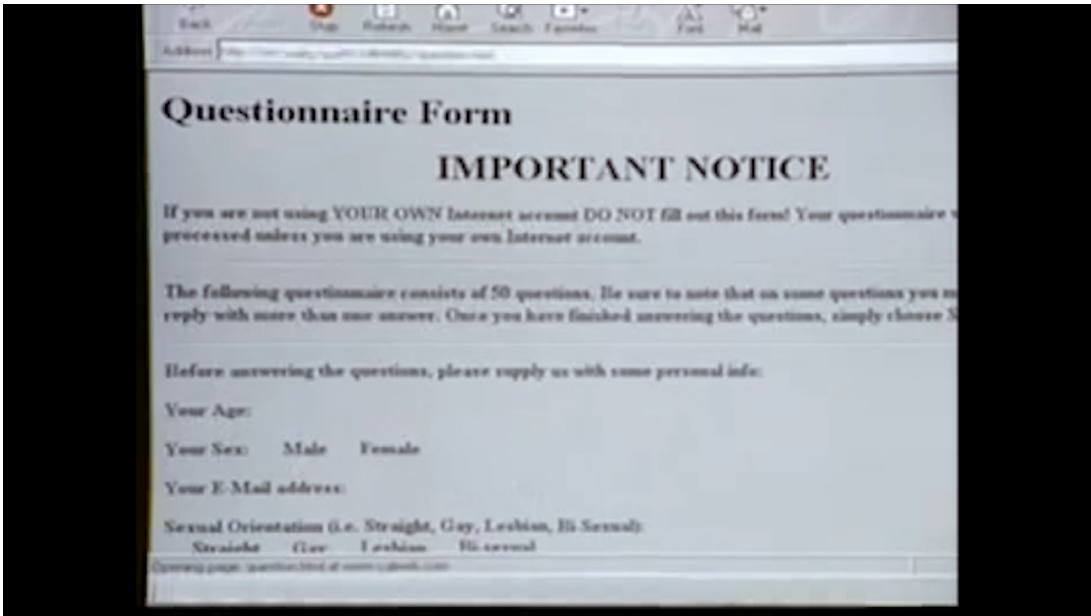 Back Stop Refresh Home Search Favorites Font Mail
Address
Questionnaire Form
IMPORTANT NOTICE
If you are not using YOUR OWN Internet account DO NOT fill out this form! Your questionnaire
processed unless you are using your own Internet account.
The following questionnaire consists of 50 questions. Be sure to note that on some questions you
reply with more than one answer. Once you have finished answering the questions, simply choose
Before answering the questions, please supply us with some personal info:
Your Age:
Your Sex: Male Female
Your E-Mail address:
Sexual Orientation (i.e. Straight, Gay, Lesbian, Bi-Sexual):
Straight Gay Lesbian Bi-sexual
Opening page: question.html at